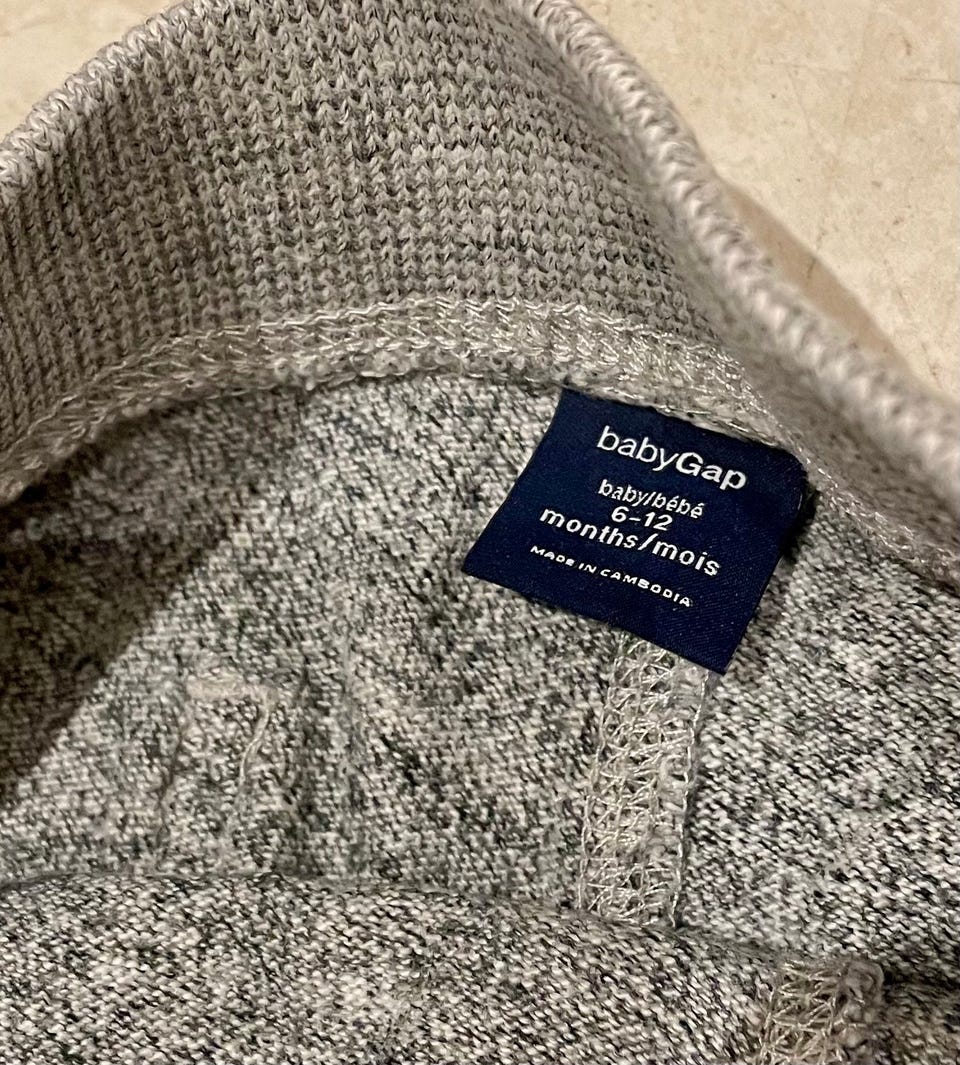 babyGap
baby/bébé
6-12
months/mois
MADE IN CAMBODIA